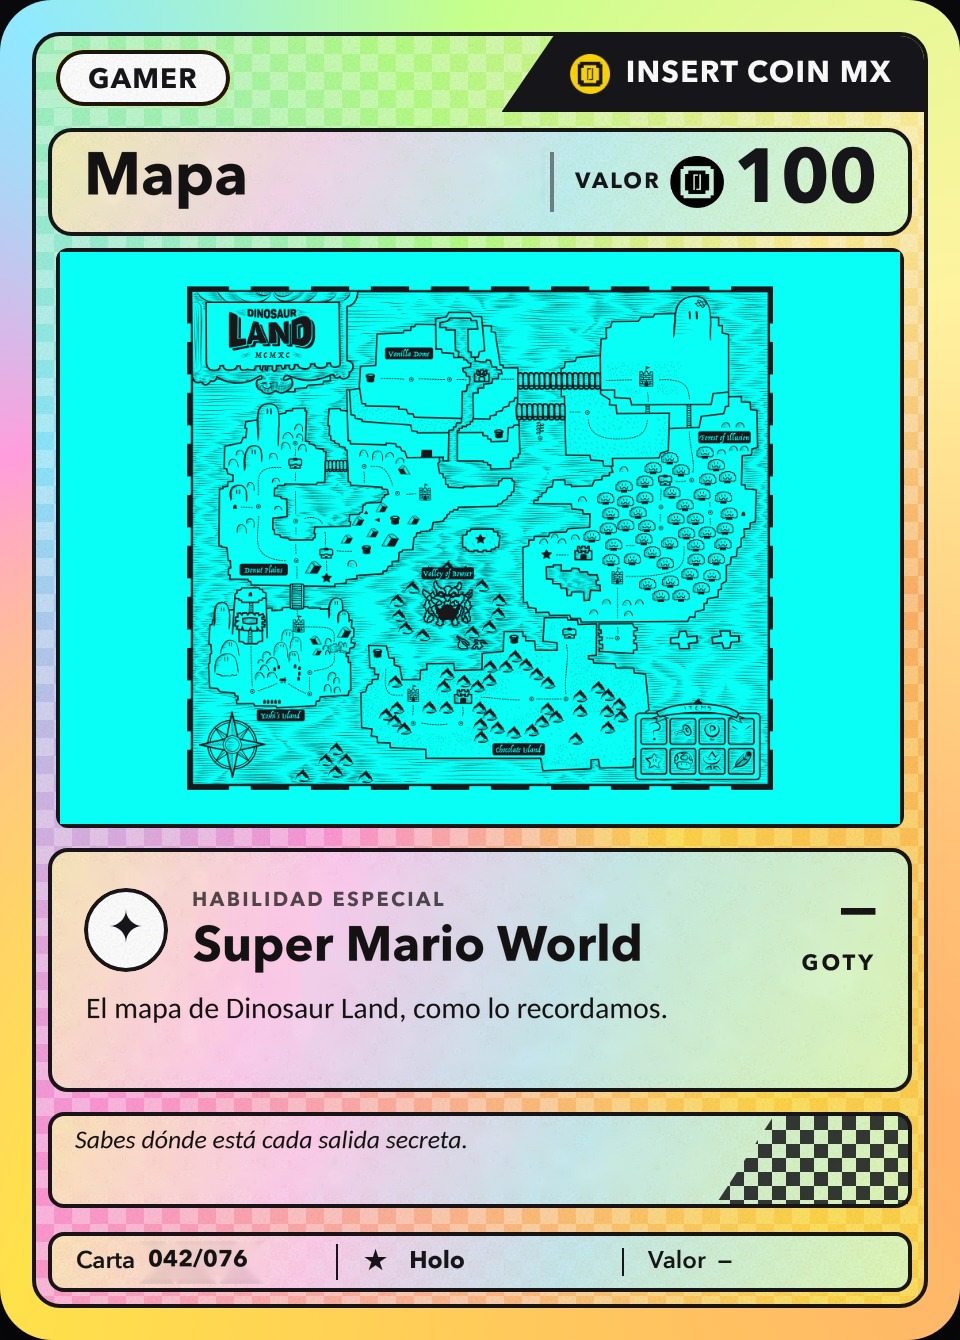 GAMER
INSERT COIN MX
Mapa
VALOR 100
DINOSAUR
LAND
MCMXC
Vanilla Dome
Forest of Illusion
Donut Plains
Valley of Bowser
Yoshi's Island
Chocolate Island
ITEMS
HABILIDAD ESPECIAL
Super Mario World
–
GOTY
El mapa de Dinosaur Land, como lo recordamos.
Sabes dónde está cada salida secreta.
Carta 042/076
★ Holo
Valor –